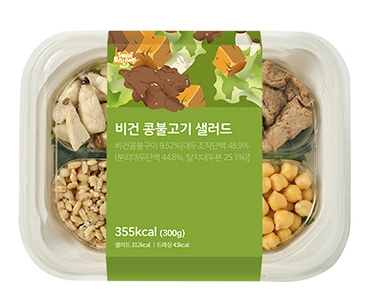 Sweet Balance
비건 콩불고기 샐러드
비건콩불구이 9.52%[대두조직단백 48.9%
(분리대두단백 44.8%, 탈지대두분 25.1%)]
355kcal (300g)
샐러드 312kcal | 드레싱 43kcal